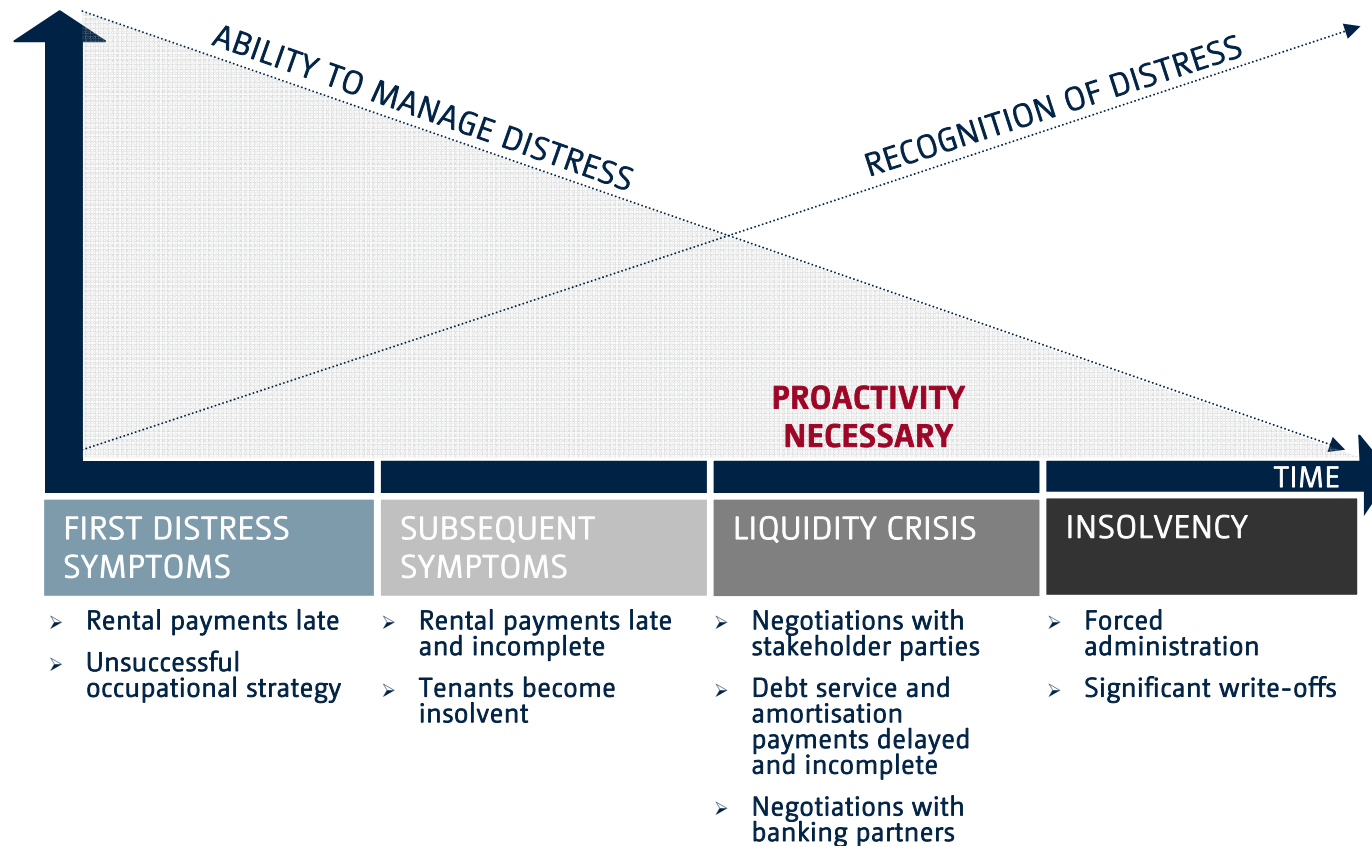 ABILITY TO MANAGE DISTRESS
RECOGNITION OF DISTRESS
PROACTIVITY
NECESSARY
TIME
FIRST DISTRESS
SYMPTOMS
Rental payments late
Unsuccessful
occupational strategy
SUBSEQUENT
SYMPTOMS
Rental payments late
and incomplete
Tenants become
insolvent
LIQUIDITY CRISIS
Negotiations with
stakeholder parties
Debt service and
amortisation
payments delayed
and incomplete
Negotiations with
banking partners
INSOLVENCY
Forced
administration
Significant write-offs